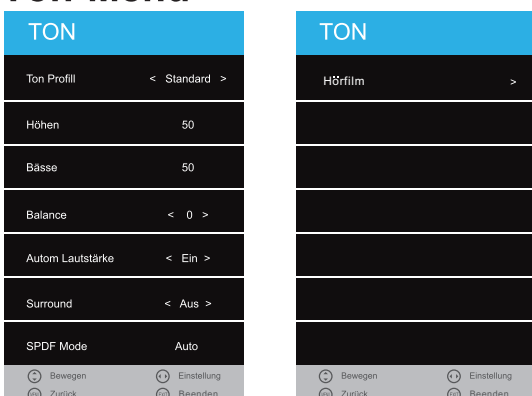 TON
Ton Profill < Standard >
Höhen 50
Bässe 50
Balance < 0 >
Autom Lautstärke < Ein >
Surround < Aus >
SPDF Mode Auto
Bewegen Einstellung
Zurück Beenden
TON
Hörfilm >
Bewegen Einstellung
Zurück Beenden